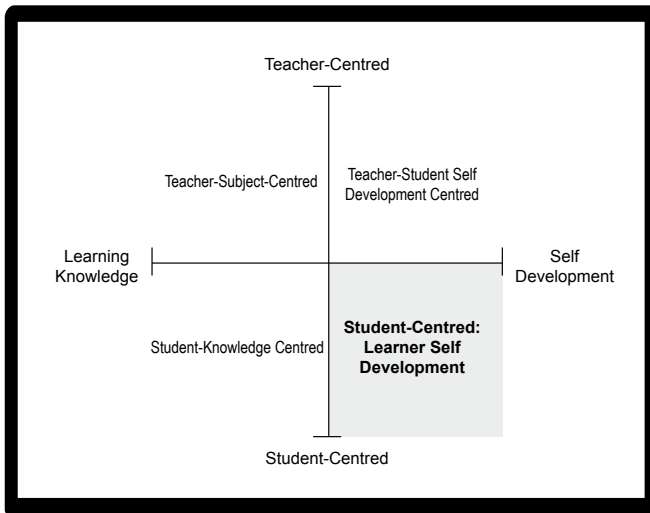 Teacher-Centred
Teacher-Subject-Centred
Teacher-Student Self
Development Centred
Learning
Knowledge
Self
Development
Student-Knowledge Centred
Student-Centred:
Learner Self
Development
Student-Centred